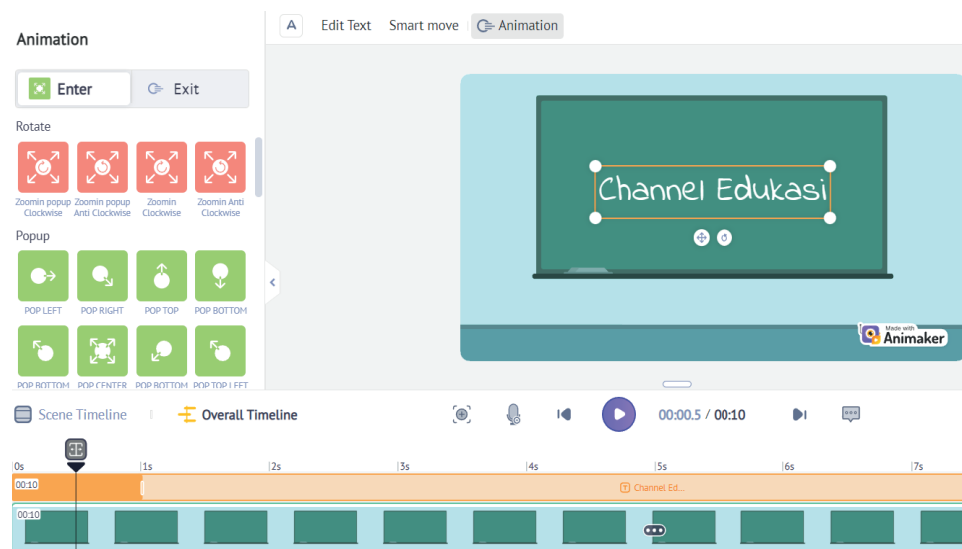 Animation
A Edit Text Smart move Animation
Enter Exit
Rotate
Zoomin popup Clockwise
Zoomin popup Anti Clockwise
Zoomin Clockwise
Zoomin Anti Clockwise
Popup
POP LEFT POP RIGHT POP TOP POP BOTTOM
POP BOTTOM POP CENTER POP BOTTOM POP TOP LEFT
Channel Edukasi
Made with
Animaker
Scene Timeline Overall Timeline 00:00.5 / 00:10
0s 1s 2s 3s 4s 5s 6s 7s
00:10 T Channel Ed...
00:10